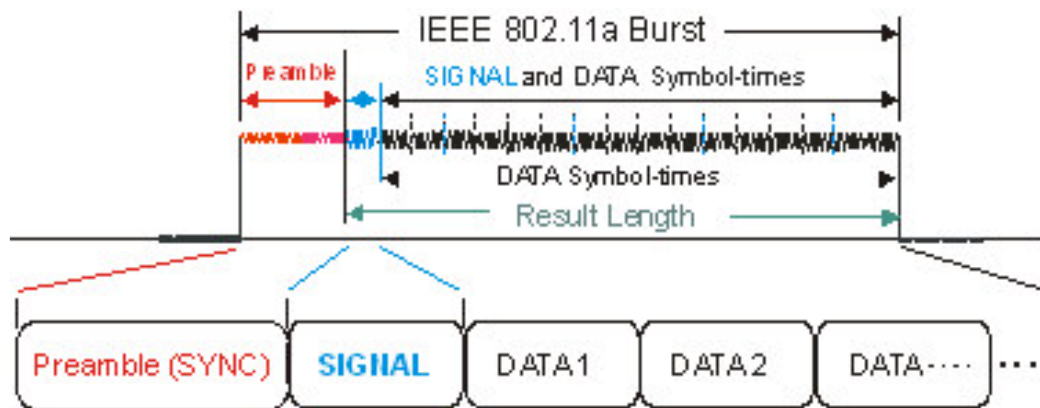 IEEE 802.11a Burst
Preamble
SIGNAL and DATA Symbol-times
DATA Symbol-times
Result Length
Preamble (SYNC)
SIGNAL
DATA1
DATA2
DATA